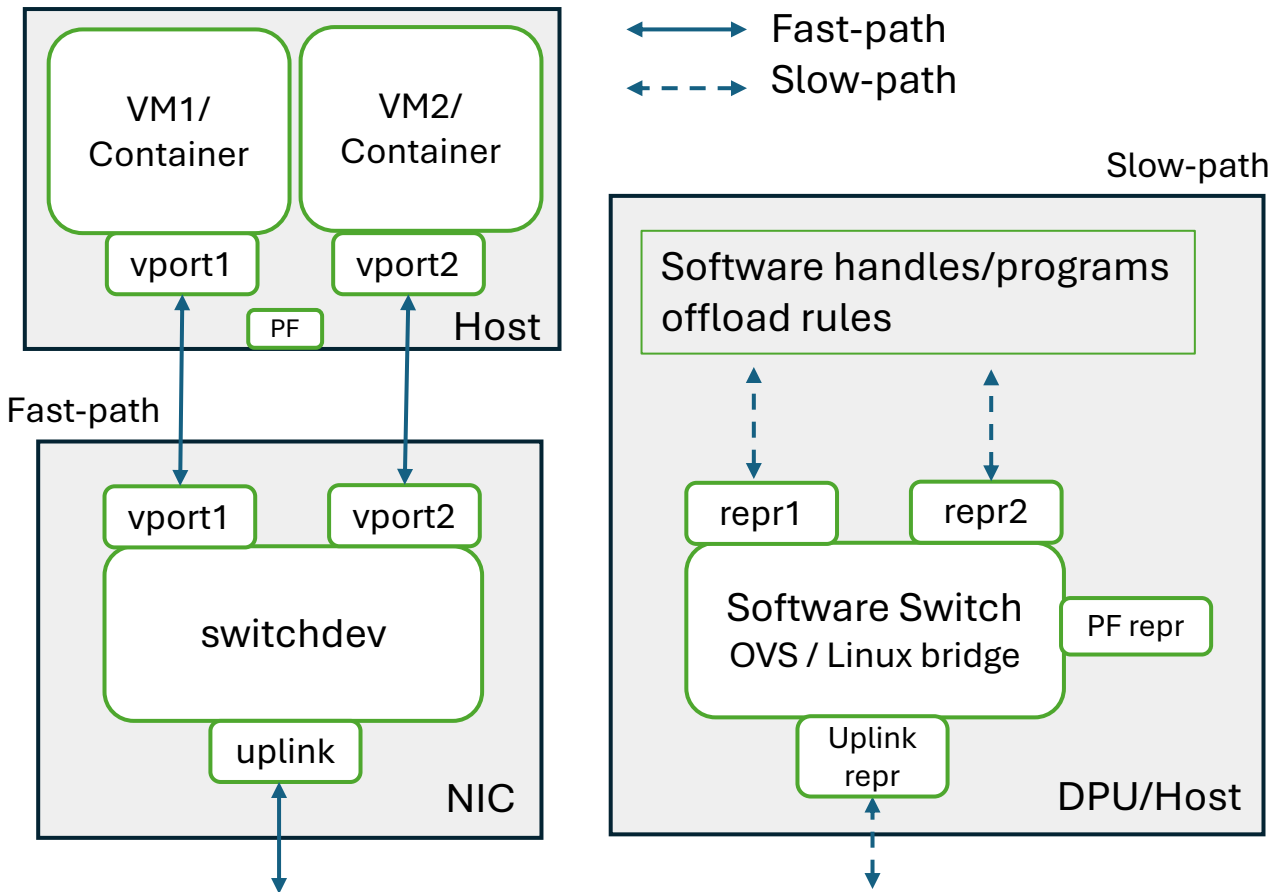 VM1/
Container
VM2/
Container
vport1
vport2
PF
Host
Fast-path
Slow-path
Fast-path
vport1
vport2
switchdev
uplink
NIC
Slow-path
Software handles/programs
offload rules
repr1
repr2
Software Switch
OVS / Linux bridge
PF repr
Uplink
repr
DPU/Host